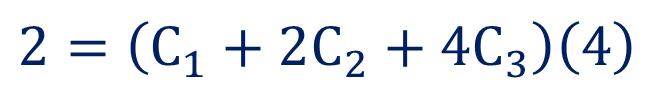 2 = (C₁ + 2C₂ + 4C₃)(4)